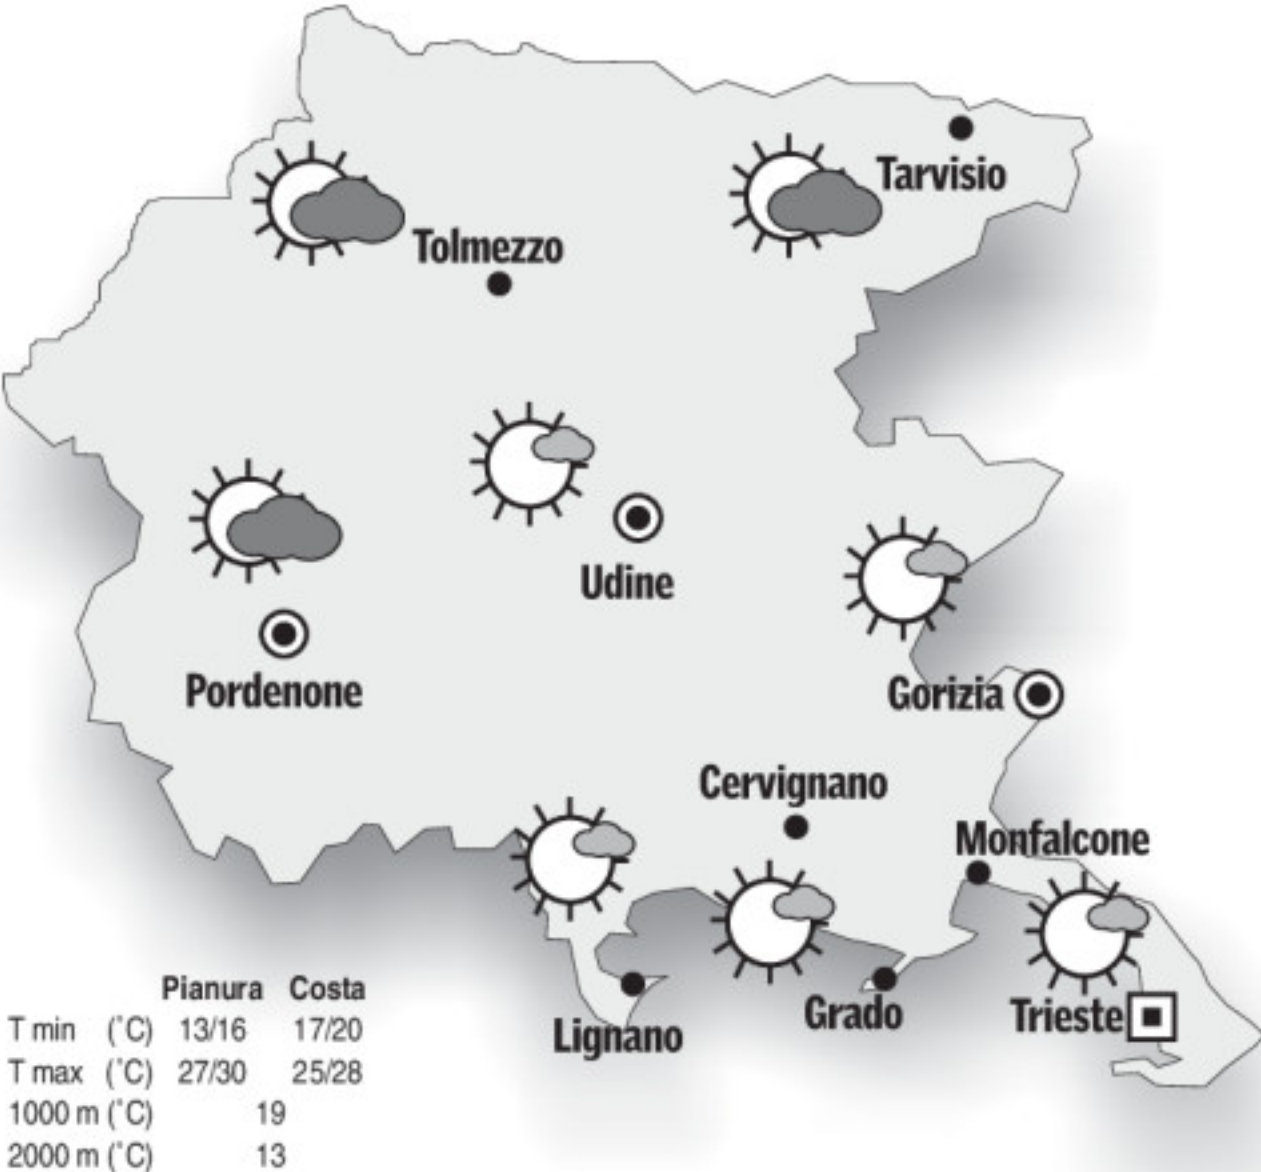 Tarvisio
Tolmezzo
Udine
Pordenone
Gorizia
Cervignano
Monfalcone
Grado
Trieste
Lignano
Pianura Costa
T min (°C) 13/16 17/20
T max (°C) 27/30 25/28
1000 m (°C) 19
2000 m (°C) 13